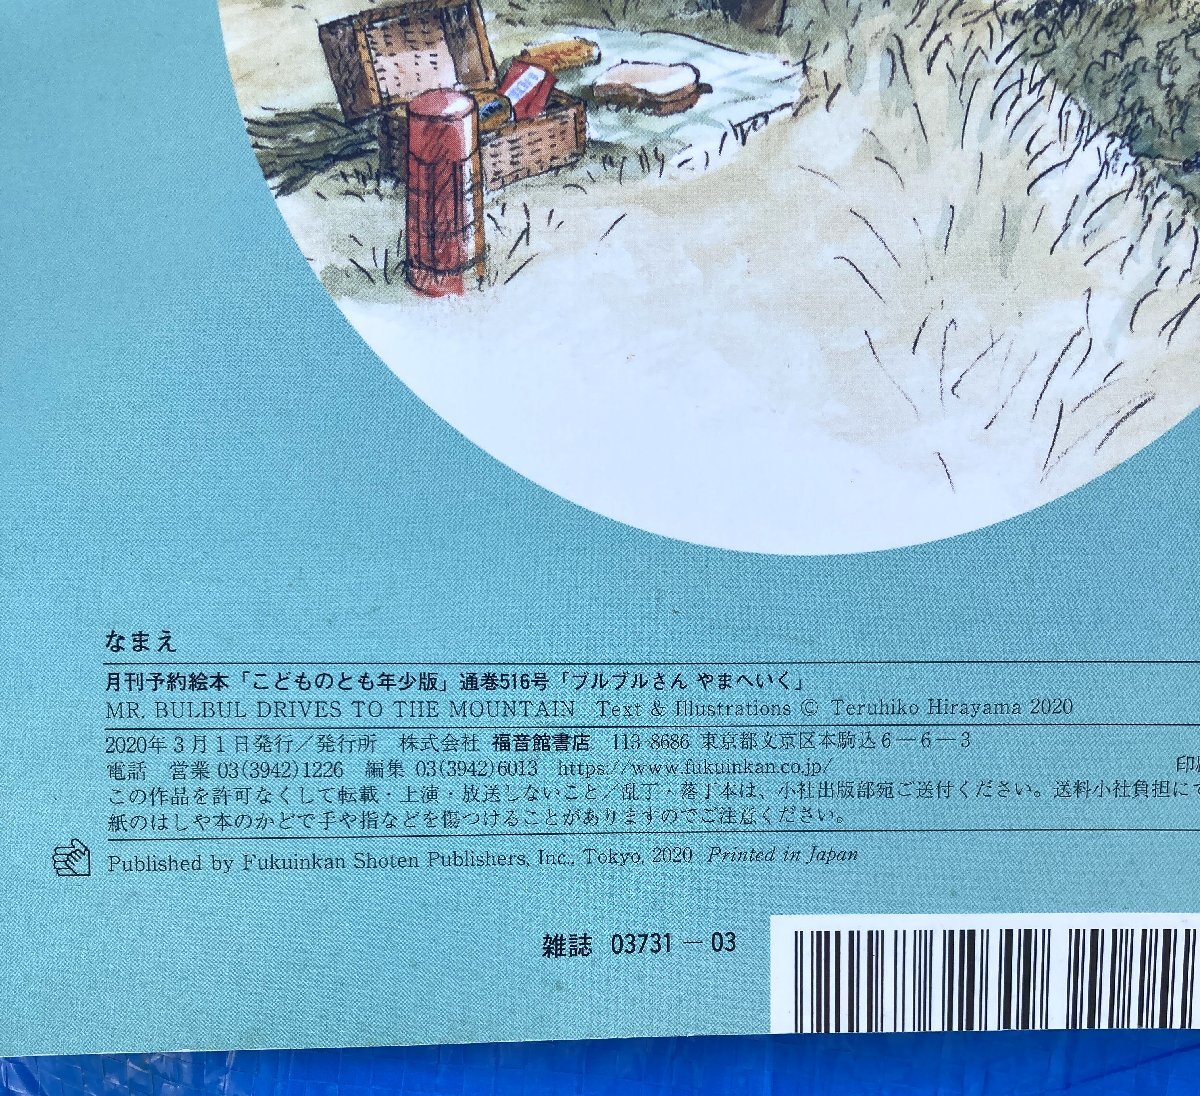 なまえ
月刊予約絵本「こどものとも年少版」通巻516号「ブルブルさん やまへいく」
MR. BULBUL DRIVES TO THE MOUNTAIN Text & Illustrations © Teruhiko Hirayama 2020
2020年3月1日発行／発行所 株式会社 福音館書店 113-8686 東京都文京区本駒込6－6－3
電話 営業 03(3942)1226 編集 03(3942)6013 https://www.fukuinkan.co.jp/ 印
この作品を許可なくして転載・上演・放送しないこと／乱丁・落丁本は、小社出版部宛ご送付ください。送料小社負担にて
紙のはしや本のかどで手や指などを傷つけることがありますのでご注意ください。
Published by Fukuinkan Shoten Publishers, Inc., Tokyo, 2020 Printed in Japan
雑誌 03731－03